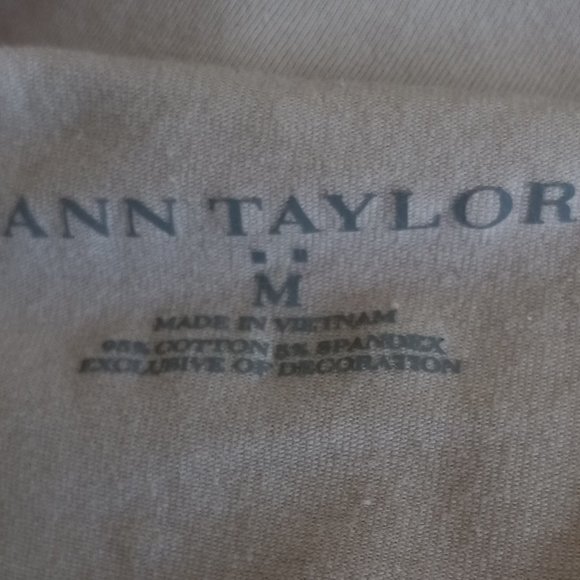 ANN TAYLOR
M
MADE IN VIETNAM
95% COTTON 5% SPANDEX
EXCLUSIVE OF DECORATION